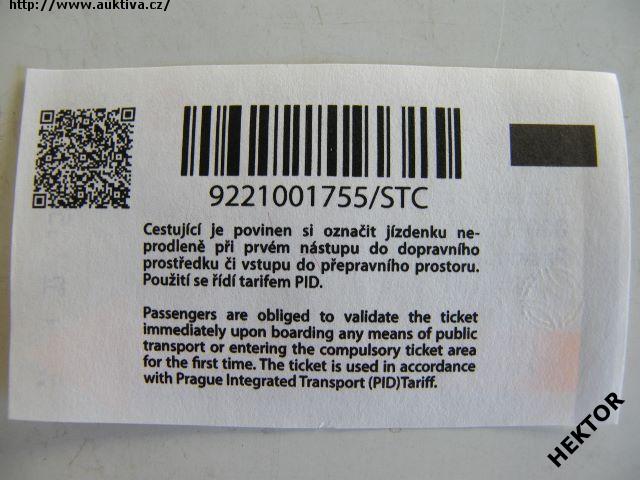 http://www.auktiva.cz/
9221001755/STC
Cestující je povinen si označit jízdenku ne-
prodleně při prvém nástupu do dopravního
prostředku či vstupu do přepravního prostoru.
Použití se řídí tarifem PID.
Passengers are obliged to validate the ticket
immediately upon boarding any means of public
transport or entering the compulsory ticket area
for the first time. The ticket is used in accordance
with Prague Integrated Transport (PID)Tariff.
HEKTOR